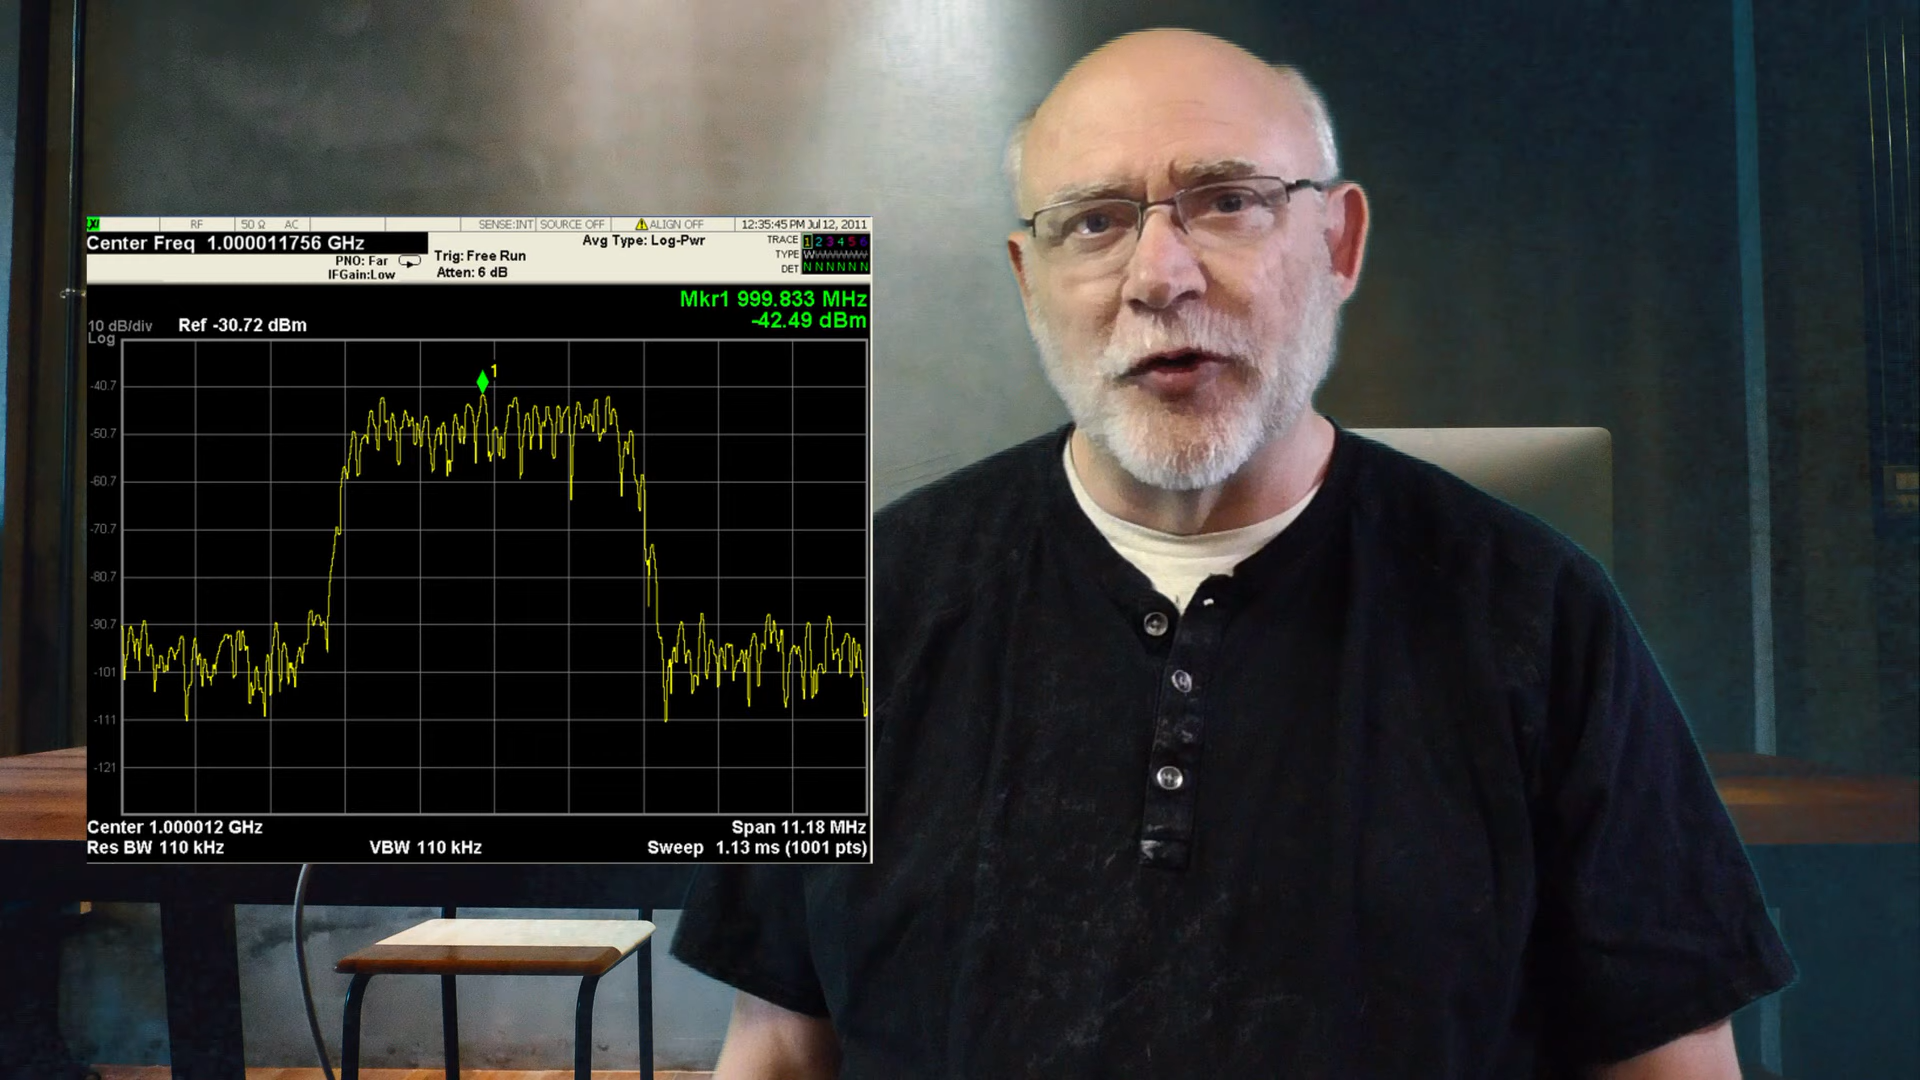 RF 50 Ω AC SENSE:INT SOURCE OFF ALIGN OFF 12:35:45 PM Jul 12, 2011
Center Freq 1.000011756 GHz
PNO: Far
IFGain:Low
Trig: Free Run
Atten: 6 dB
Avg Type: Log-Pwr
TRACE 1 2 3 4 5 6
TYPE W
DET N N N N N N
Mkr1 999.833 MHz
-42.49 dBm
10 dB/div Ref -30.72 dBm
Log
1
-40.7
-50.7
-60.7
-70.7
-80.7
-90.7
-101
-111
-121
Center 1.000012 GHz Span 11.18 MHz
Res BW 110 kHz VBW 110 kHz Sweep 1.13 ms (1001 pts)